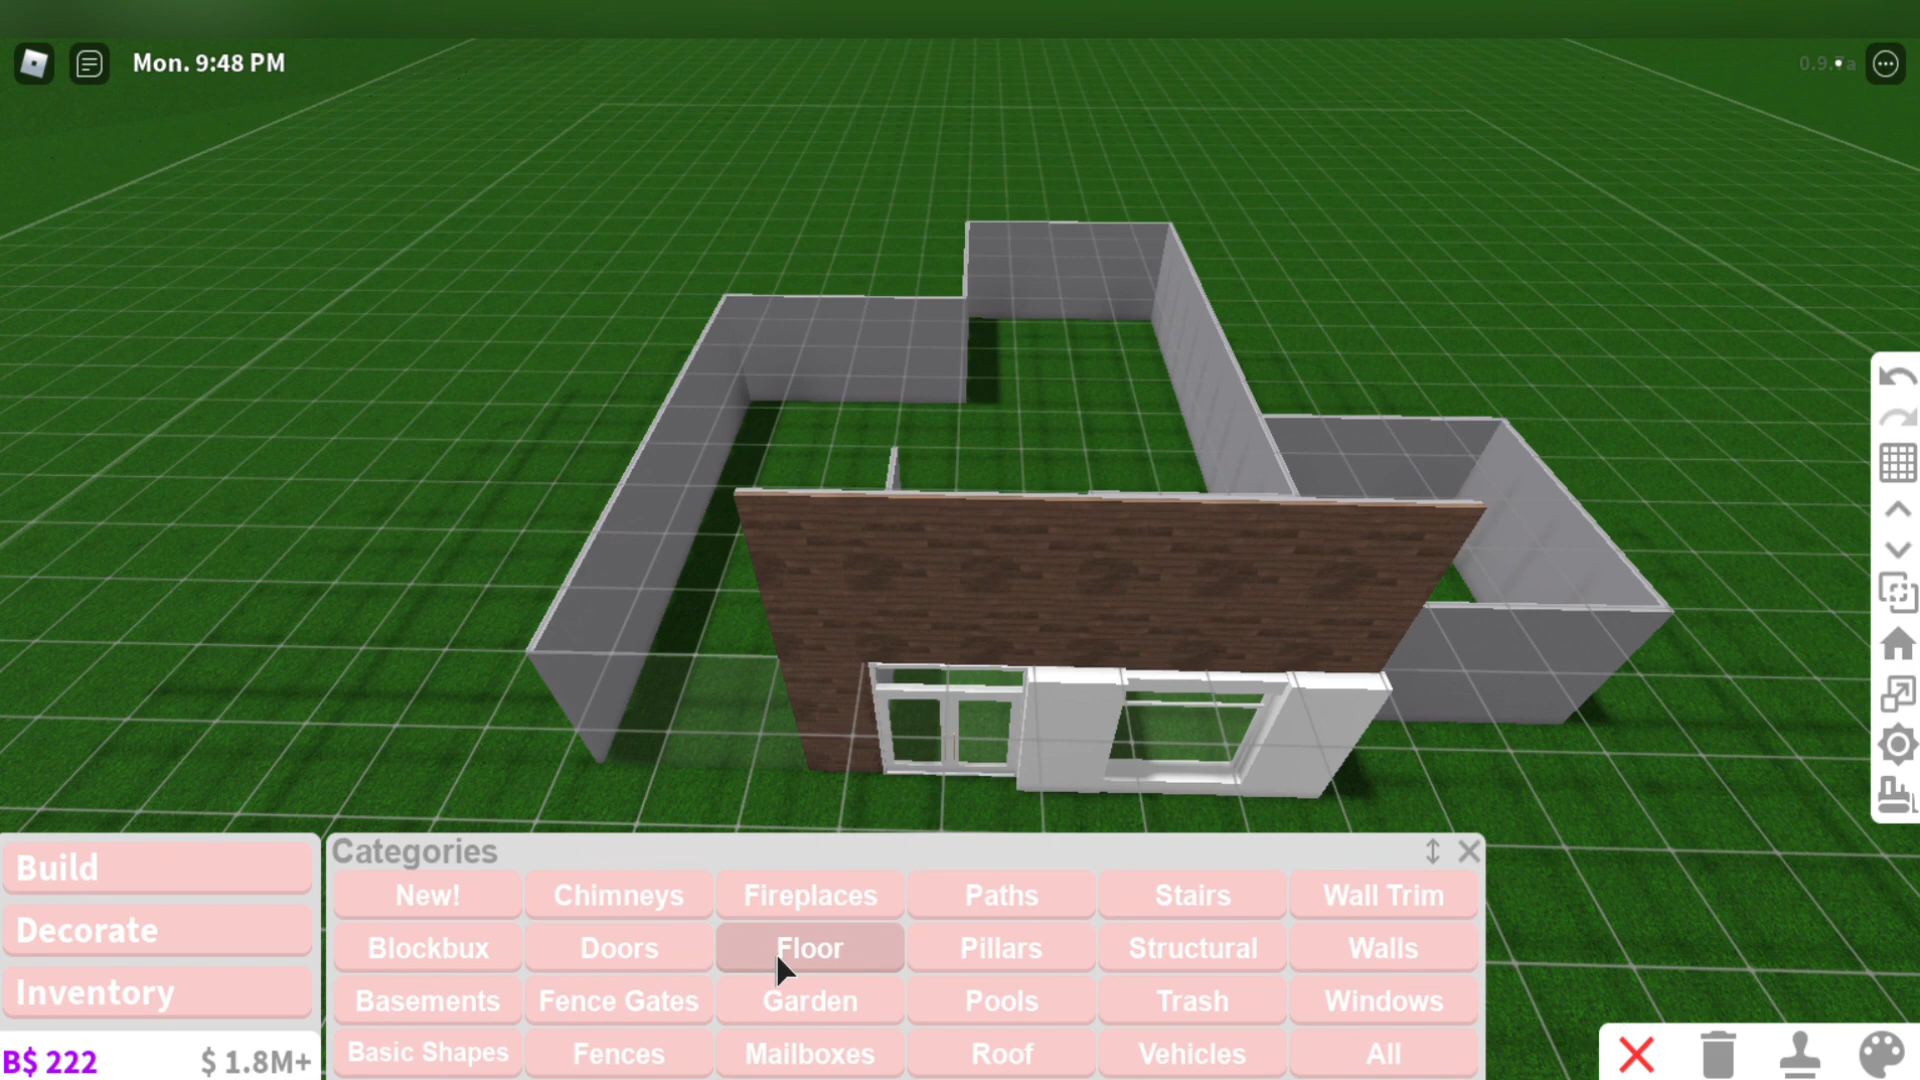 Mon. 9:48 PM
Build
Decorate
Inventory
B$ 222
$ 1.8M+
Categories
New! Chimneys Fireplaces Paths Stairs Wall Trim
Blockbux Doors Floor Pillars Structural Walls
Basements Fence Gates Garden Pools Trash Windows
Basic Shapes Fences Mailboxes Roof Vehicles All